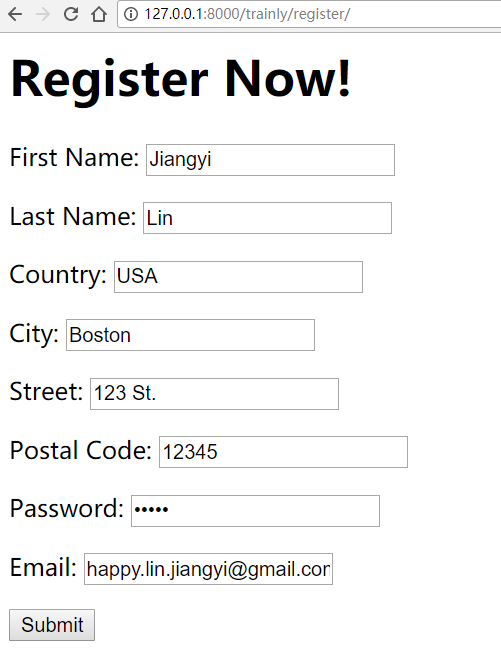 127.0.0.1:8000/trainly/register/
Register Now!
First Name: Jiangyi
Last Name: Lin
Country: USA
City: Boston
Street: 123 St.
Postal Code: 12345
Password: •••••
Email: happy.lin.jiangyi@gmail.con
Submit